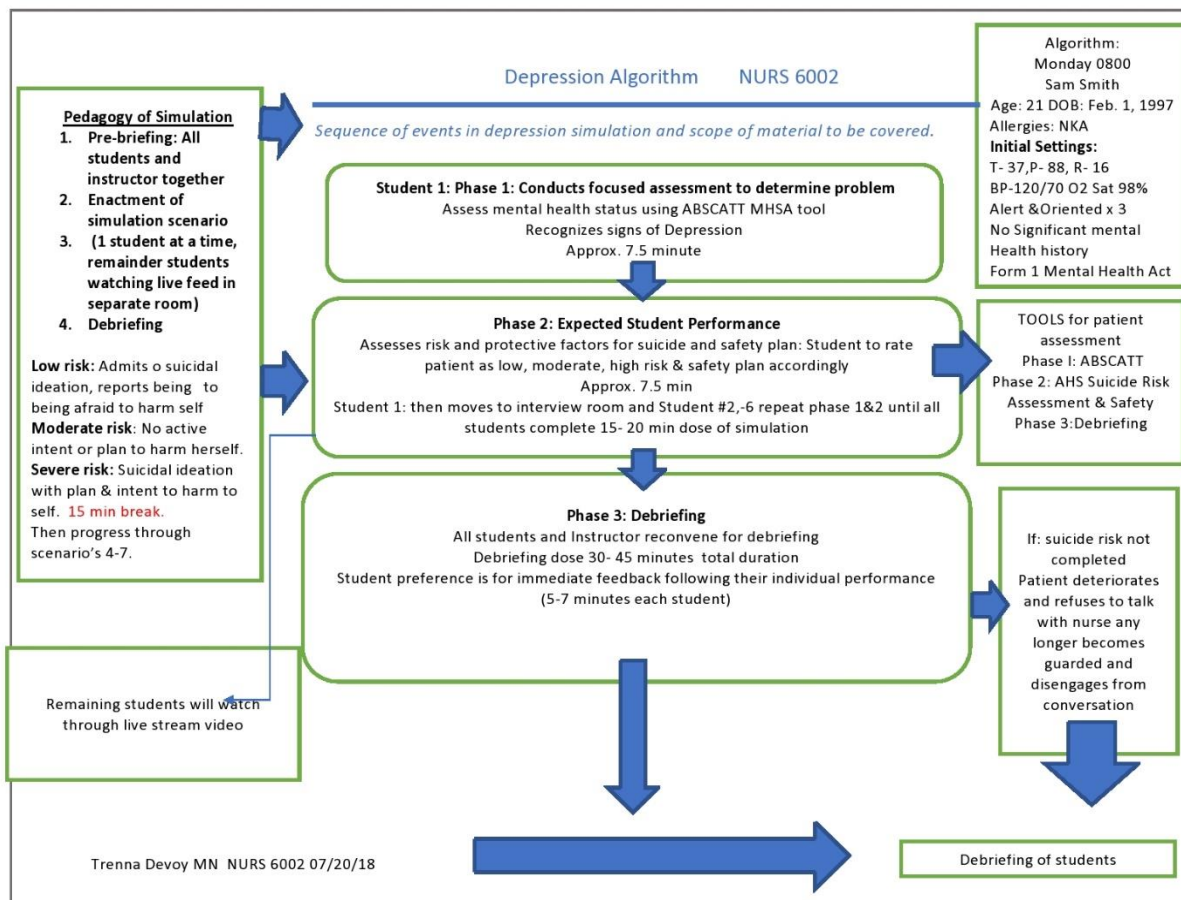 Depression Algorithm NURS 6002
Sequence of events in depression simulation and scope of material to be covered.
Pedagogy of Simulation
1. Pre-briefing: All
students and
instructor together
2. Enactment of
simulation scenario
3. (1 student at a time,
remainder students
watching live feed in
separate room)
4. Debriefing
Low risk: Admits o suicidal
ideation, reports being to
being afraid to harm self
Moderate risk: No active
intent or plan to harm herself.
Severe risk: Suicidal ideation
with plan & intent to harm to
self. 15 min break.
Then progress through
scenario's 4-7.
Algorithm:
Monday 0800
Sam Smith
Age: 21 DOB: Feb. 1, 1997
Allergies: NKA
Initial Settings:
T- 37,P- 88, R- 16
BP-120/70 O2 Sat 98%
Alert &Oriented x 3
No Significant mental
Health history
Form 1 Mental Health Act
Student 1: Phase 1: Conducts focused assessment to determine problem
Assess mental health status using ABSCATT MHSA tool
Recognizes signs of Depression
Approx. 7.5 minute
Phase 2: Expected Student Performance
Assesses risk and protective factors for suicide and safety plan: Student to rate
patient as low, moderate, high risk & safety plan accordingly
Approx. 7.5 min
Student 1: then moves to interview room and Student #2,-6 repeat phase 1&2 until all
students complete 15- 20 min dose of simulation
TOOLS for patient
assessment
Phase I: ABSCATT
Phase 2: AHS Suicide Risk
Assessment & Safety
Phase 3:Debriefing
Phase 3: Debriefing
All students and Instructor reconvene for debriefing
Debriefing dose 30- 45 minutes total duration
Student preference is for immediate feedback following their individual performance
(5-7 minutes each student)
If: suicide risk not
completed
Patient deteriorates
and refuses to talk
with nurse any
longer becomes
guarded and
disengages from
conversation
Remaining students will watch
through live stream video
Trenna Devoy MN NURS 6002 07/20/18
Debriefing of students